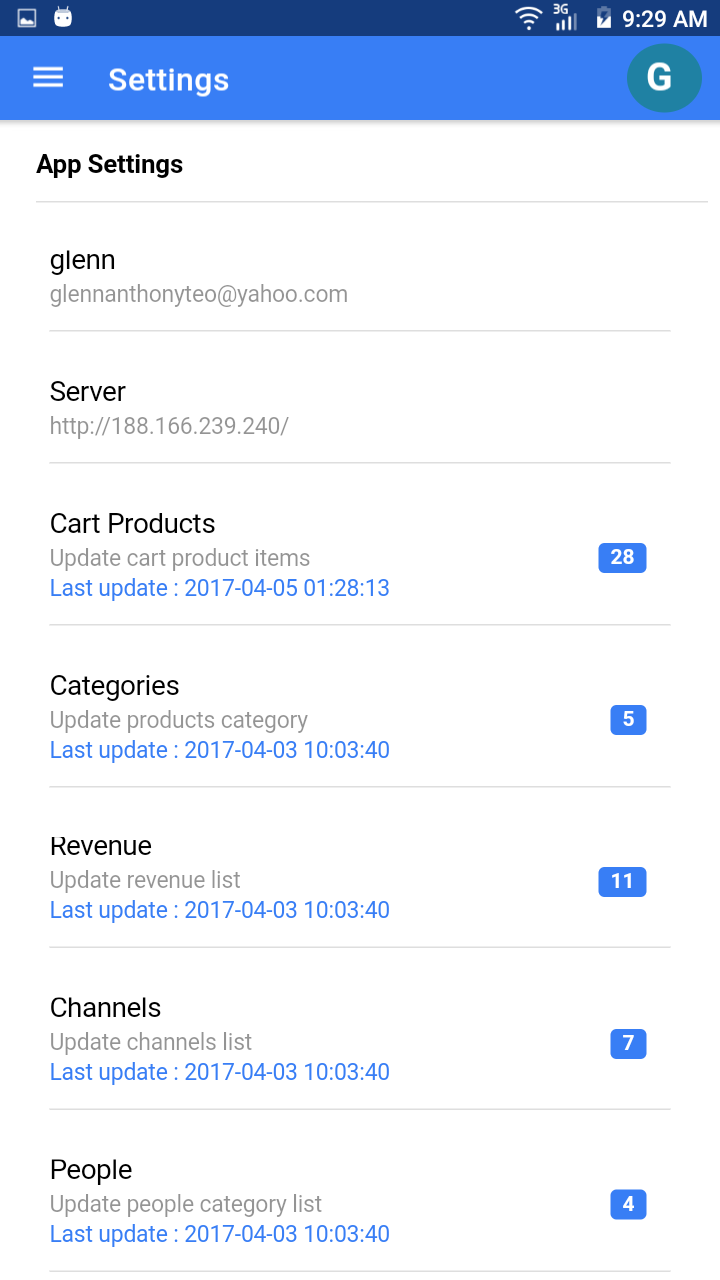 3G 9:29 AM
Settings G
App Settings
glenn
glennanthonyteo@yahoo.com
Server
http://188.166.239.240/
Cart Products
Update cart product items 28
Last update : 2017-04-05 01:28:13
Categories
Update products category 5
Last update : 2017-04-03 10:03:40
Revenue
Update revenue list 11
Last update : 2017-04-03 10:03:40
Channels
Update channels list 7
Last update : 2017-04-03 10:03:40
People
Update people category list 4
Last update : 2017-04-03 10:03:40